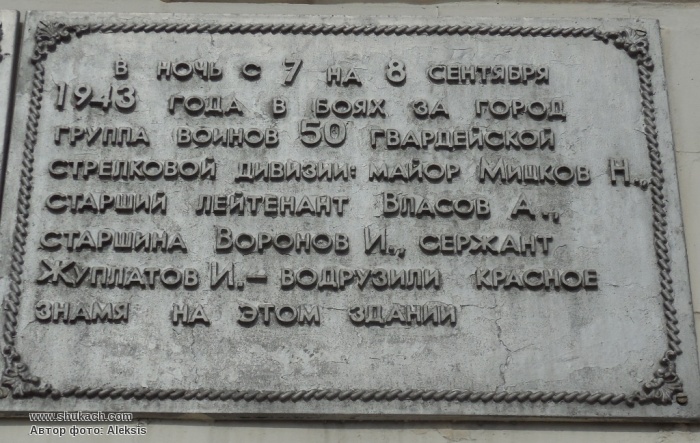 В ночь с 7 на 8 сентября
1943 года в боях за город
группа воинов 50 гвардейской
стрелковой дивизии: майор Мицков Н.,
старший лейтенант Власов А.,
старшина Воронов И., сержант
Жуплатов И.— водрузили красное
знамя на этом здании
www.shukach.com
Автор фото: Aleksis